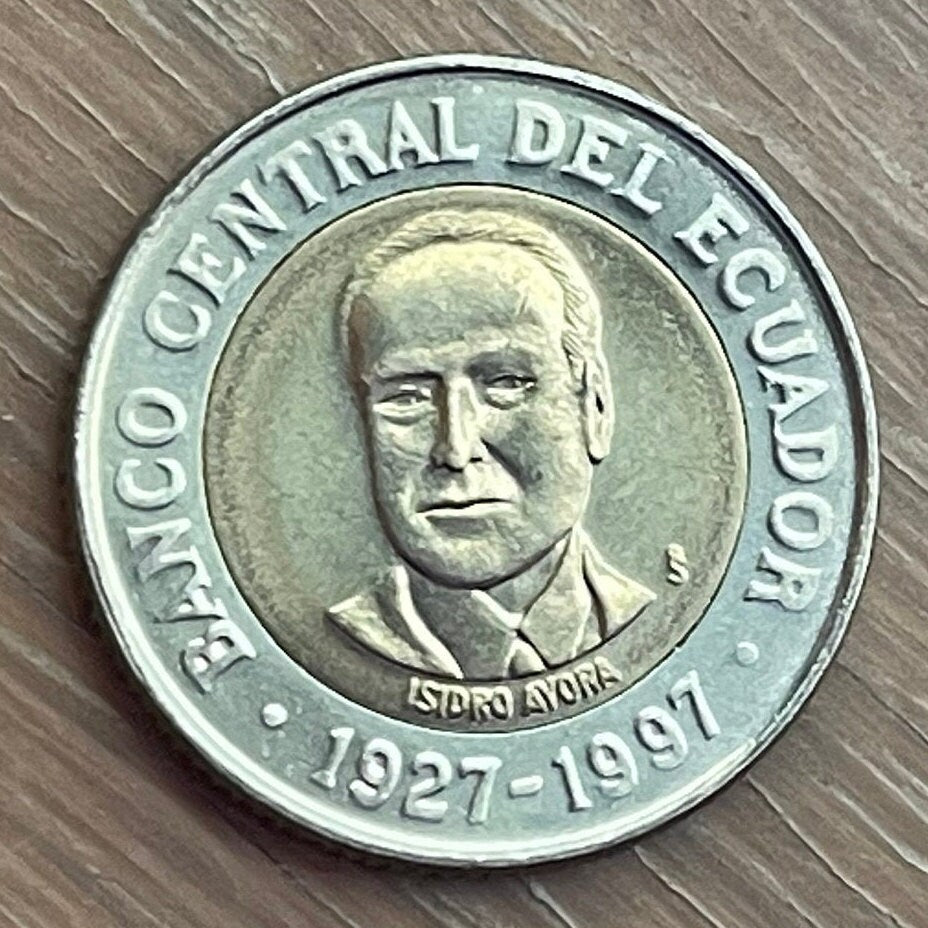 BANCO CENTRAL DEL ECUADOR
ISIDRO AYORA
· 1927-1997 ·